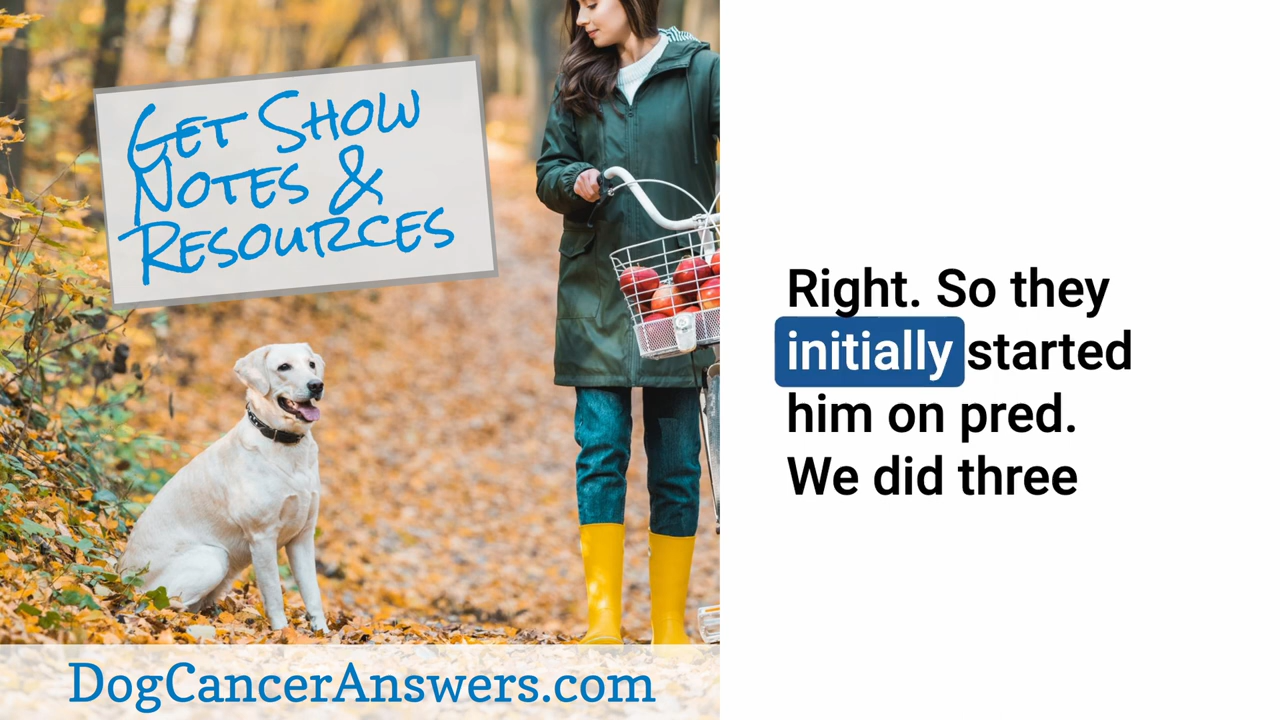 Get Show
Notes &
Resources
DogCancerAnswers.com
Right. So they
initially started
him on pred.
We did three